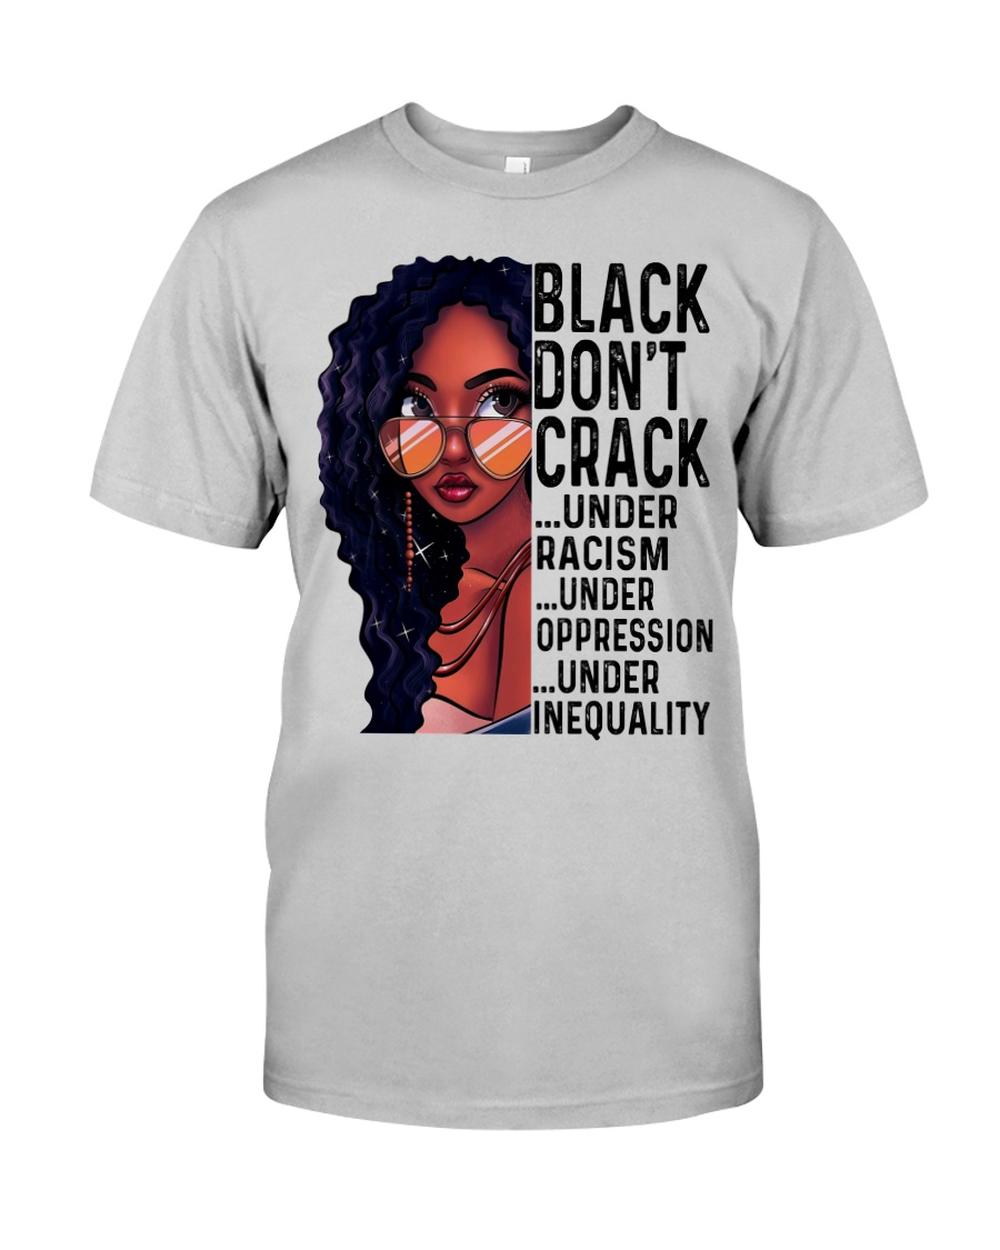 BLACK
DON'T
CRACK
...UNDER
RACISM
...UNDER
OPPRESSION
...UNDER
INEQUALITY